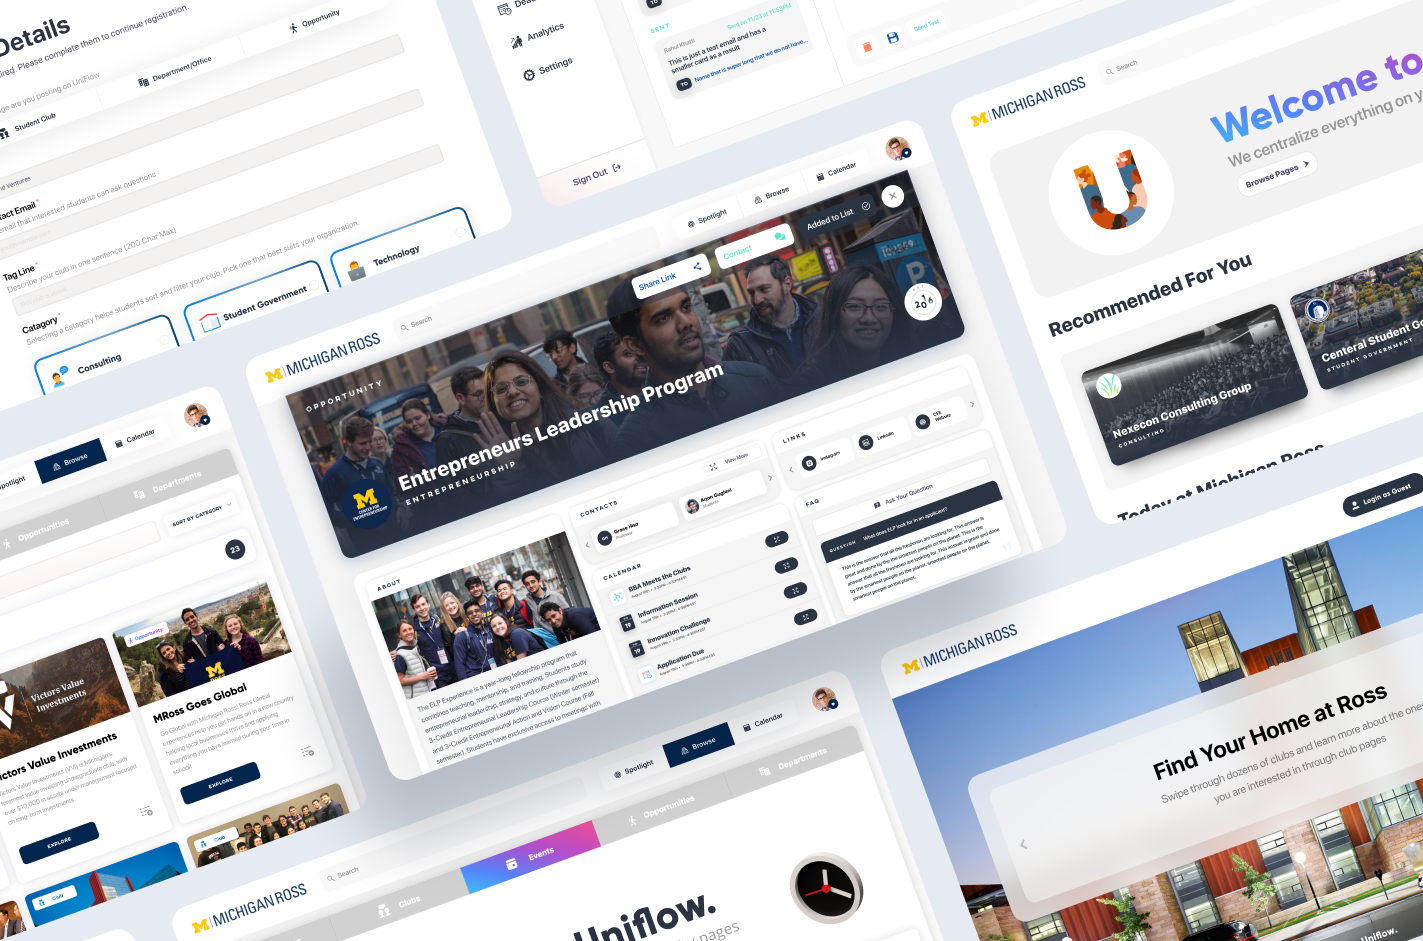 Details
ired. Please complete them to continue registration.
ge are you posting on UniFlow
Student Club
Department/Office
Opportunity
d Ventures
tact Email *
email that interested students can ask questions
Tag Line *
Describe your club in one sentence (200 Char Max)
Catagory *
Selecting a catagory helps students sort and filter your club. Pick one that best suits your organization.
Consulting
Student Government
Technology
Analytics
Settings
Sign Out
SENT
Rahul Khatti
Sent on 11/23 at 11:53PM
This is just a test email and has a
smaller card as a result
TO
Name that is super long that we do not have ...
Send Test
M MICHIGAN ROSS
Search
Welcome to
We centralize everything on y
Browse Pages
U
Recommended For You
Nexecon Consulting Group
CONSULTING
Centeral Student Go
STUDENT GOVERNMENT
Today at Michigan Ross
M MICHIGAN ROSS
Search
Spotlight
Browse
Calendar
Share Link
Contact
Added to List
OPPORTUNITY
Entrepreneurs Leadership Program
ENTREPRENEURSHIP
M
CENTER FOR
ENTREPRENEURSHIP
ABOUT
The ELP Experience is a year-long fellowship program that
combines teaching, mentorship, and training. Students study
entrepreneurial leadership, strategy, and culture through the
3-Credit Entrepreneurial Leadership Course (Winter semester)
and 3-Credit Entrepreneurial Action and Vision Course (Fall
semester). Students have exclusive access to meetings with
CONTACTS
View More
GH
Grace Hsu
CALENDAR
BBA Meets the Clubs
Information Session
19
Innovation Challenge
19
Application Due
LINKS
Instagram
LinkedIn
CFE
Website
FAQ
Ask Your Question
QUESTION
What does ELP look for in an applicant?
This is the answer that all the freshmen are looking for. This answer is
great and done by the smartest people on the planet. This is the
answer that all the freshmen are looking for. This answer is great and done
by the smartest people on the planet. smartest people on the
smartest people on the planet.
Spotlight
Browse
Calendar
Opportunities
Departments
SORT BY CATEGORY
23
Victors Value
Investments
ctors Value Investments
Victors Value Investments (VVI) is Michigan's
foremost value investing undergraduate club, with
over $10,000 in assets under management focused
on long-term investments.
EXPLORE
Opportunity
M
MRoss Goes Global
Go Global with Michigan Ross! Ross Global
experiences help you get hands on in a new country
helping local businesses thrive and applying
everything you have learned during your time in
school!
EXPLORE
Club
Club
M MICHIGAN ROSS
Search
Spotlight
Browse
Calendar
Clubs
Events
Opportunities
Departments
Uniflow.
y pages
Login as Guest
M MICHIGAN ROSS
Find Your Home at Ross
Swipe through dozens of clubs and learn more about the ones
you are interested in through club pages
Uniflow.